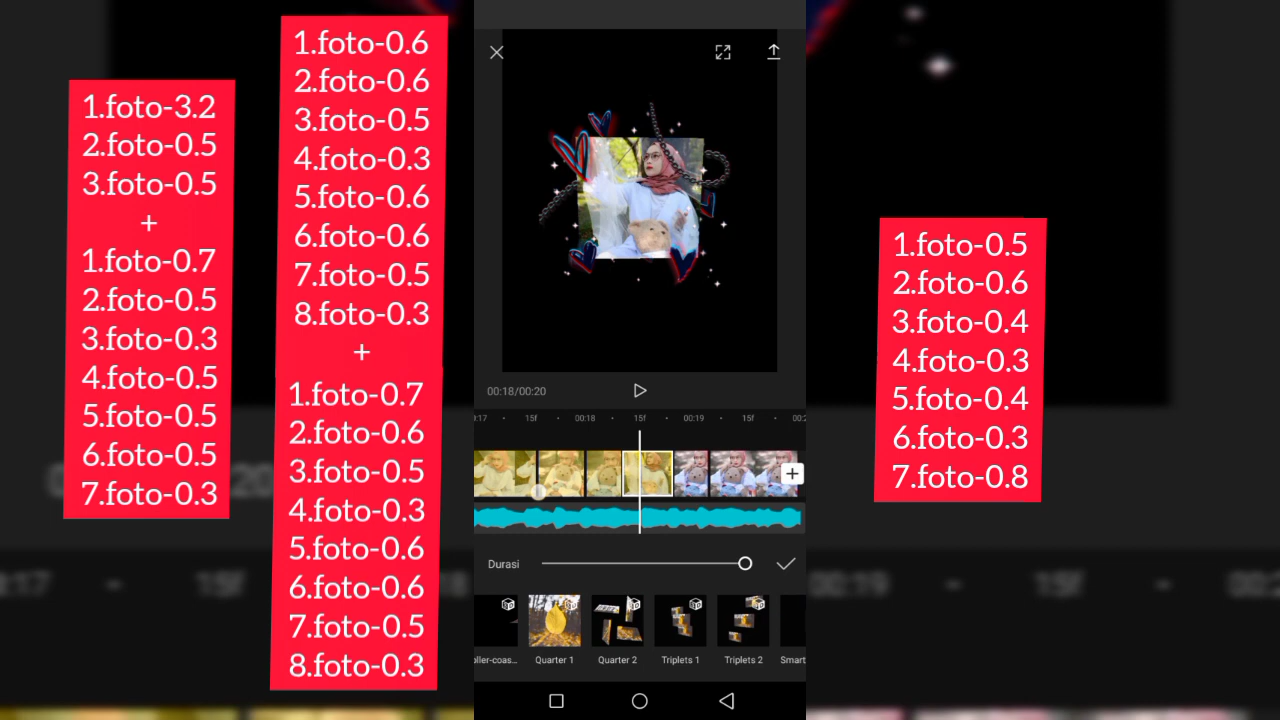 1.foto-3.2
2.foto-0.5
3.foto-0.5
+
1.foto-0.7
2.foto-0.5
3.foto-0.3
4.foto-0.5
5.foto-0.5
6.foto-0.5
7.foto-0.3
1.foto-0.6
2.foto-0.6
3.foto-0.5
4.foto-0.3
5.foto-0.6
6.foto-0.6
7.foto-0.5
8.foto-0.3
+
1.foto-0.7
2.foto-0.6
3.foto-0.5
4.foto-0.3
5.foto-0.6
6.foto-0.6
7.foto-0.5
8.foto-0.3
00:18/00:20
:17 15f 00:18 15f 00:19 15f 00:2
Durasi
oller-coas... Quarter 1 Quarter 2 Triplets 1 Triplets 2 Smart
1.foto-0.5
2.foto-0.6
3.foto-0.4
4.foto-0.3
5.foto-0.4
6.foto-0.3
7.foto-0.8